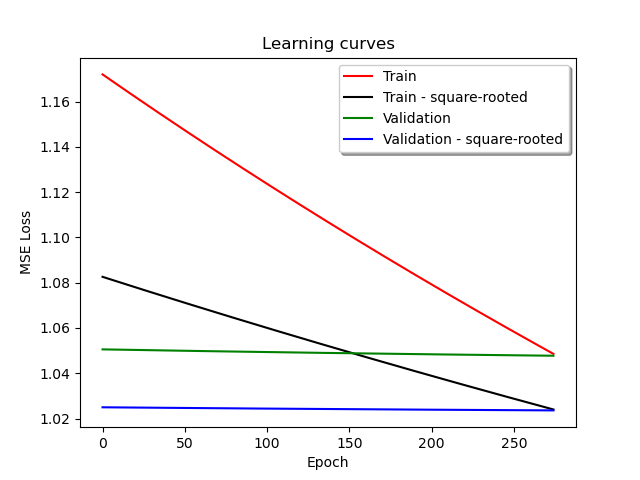 Learning curves
Train
Train - square-rooted
Validation
Validation - square-rooted
MSE Loss
1.16
1.14
1.12
1.10
1.08
1.06
1.04
1.02
0 50 100 150 200 250
Epoch